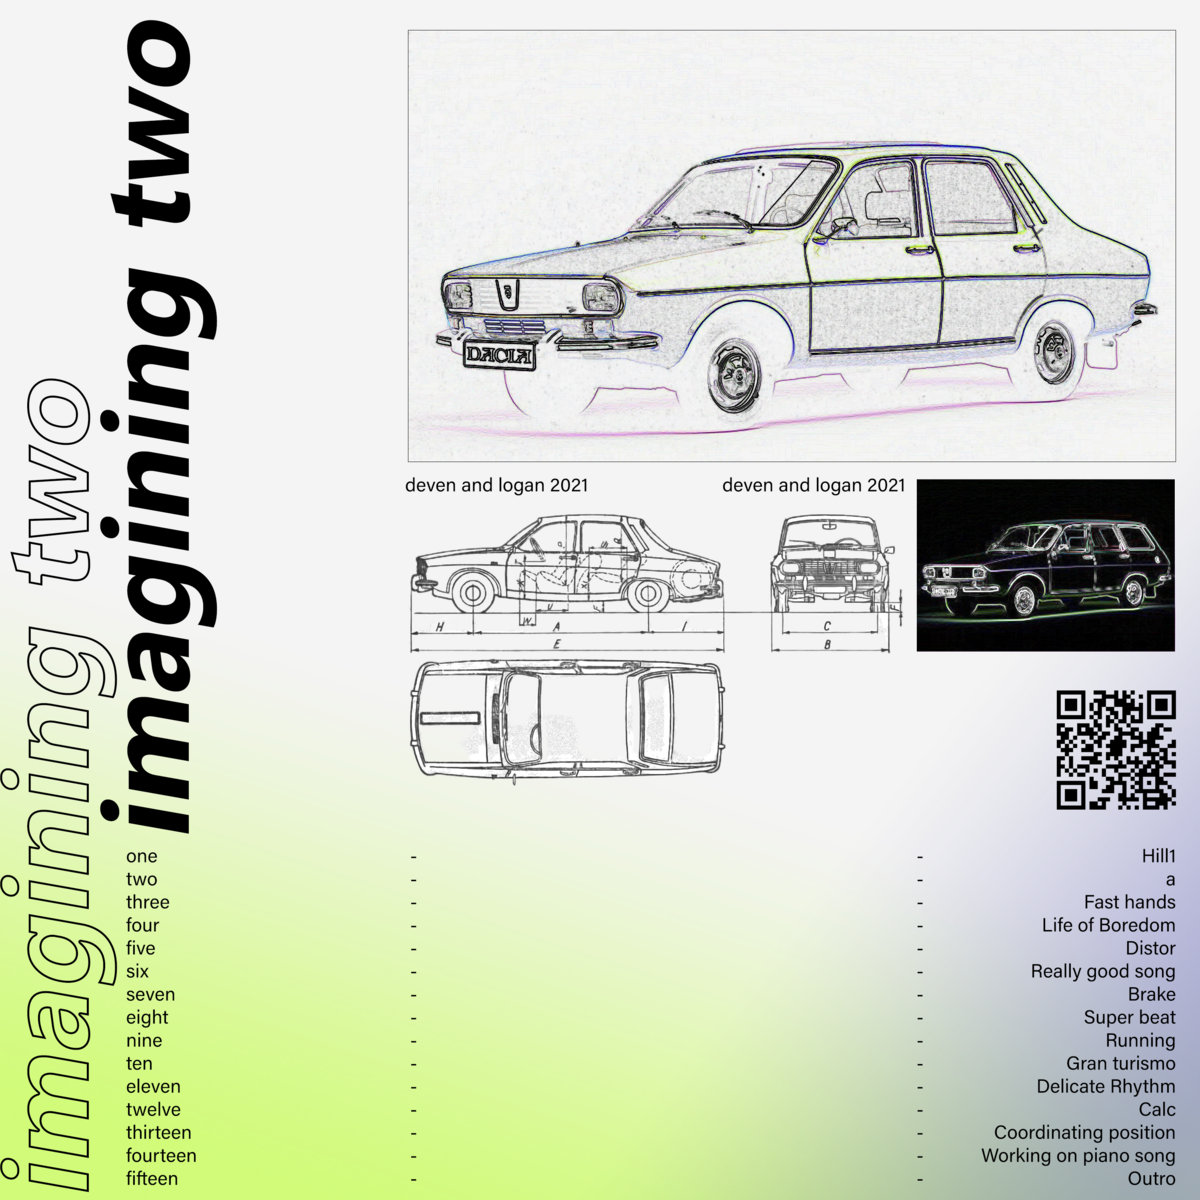 imagining two
imagining two
DACIA
deven and logan 2021
deven and logan 2021
H A I
E
C
B
F
W V
one - - Hill1
two - - a
three - - Fast hands
four - - Life of Boredom
five - - Distor
six - - Really good song
seven - - Brake
eight - - Super beat
nine - - Running
ten - - Gran turismo
eleven - - Delicate Rhythm
twelve - - Calc
thirteen - - Coordinating position
fourteen - - Working on piano song
fifteen - - Outro